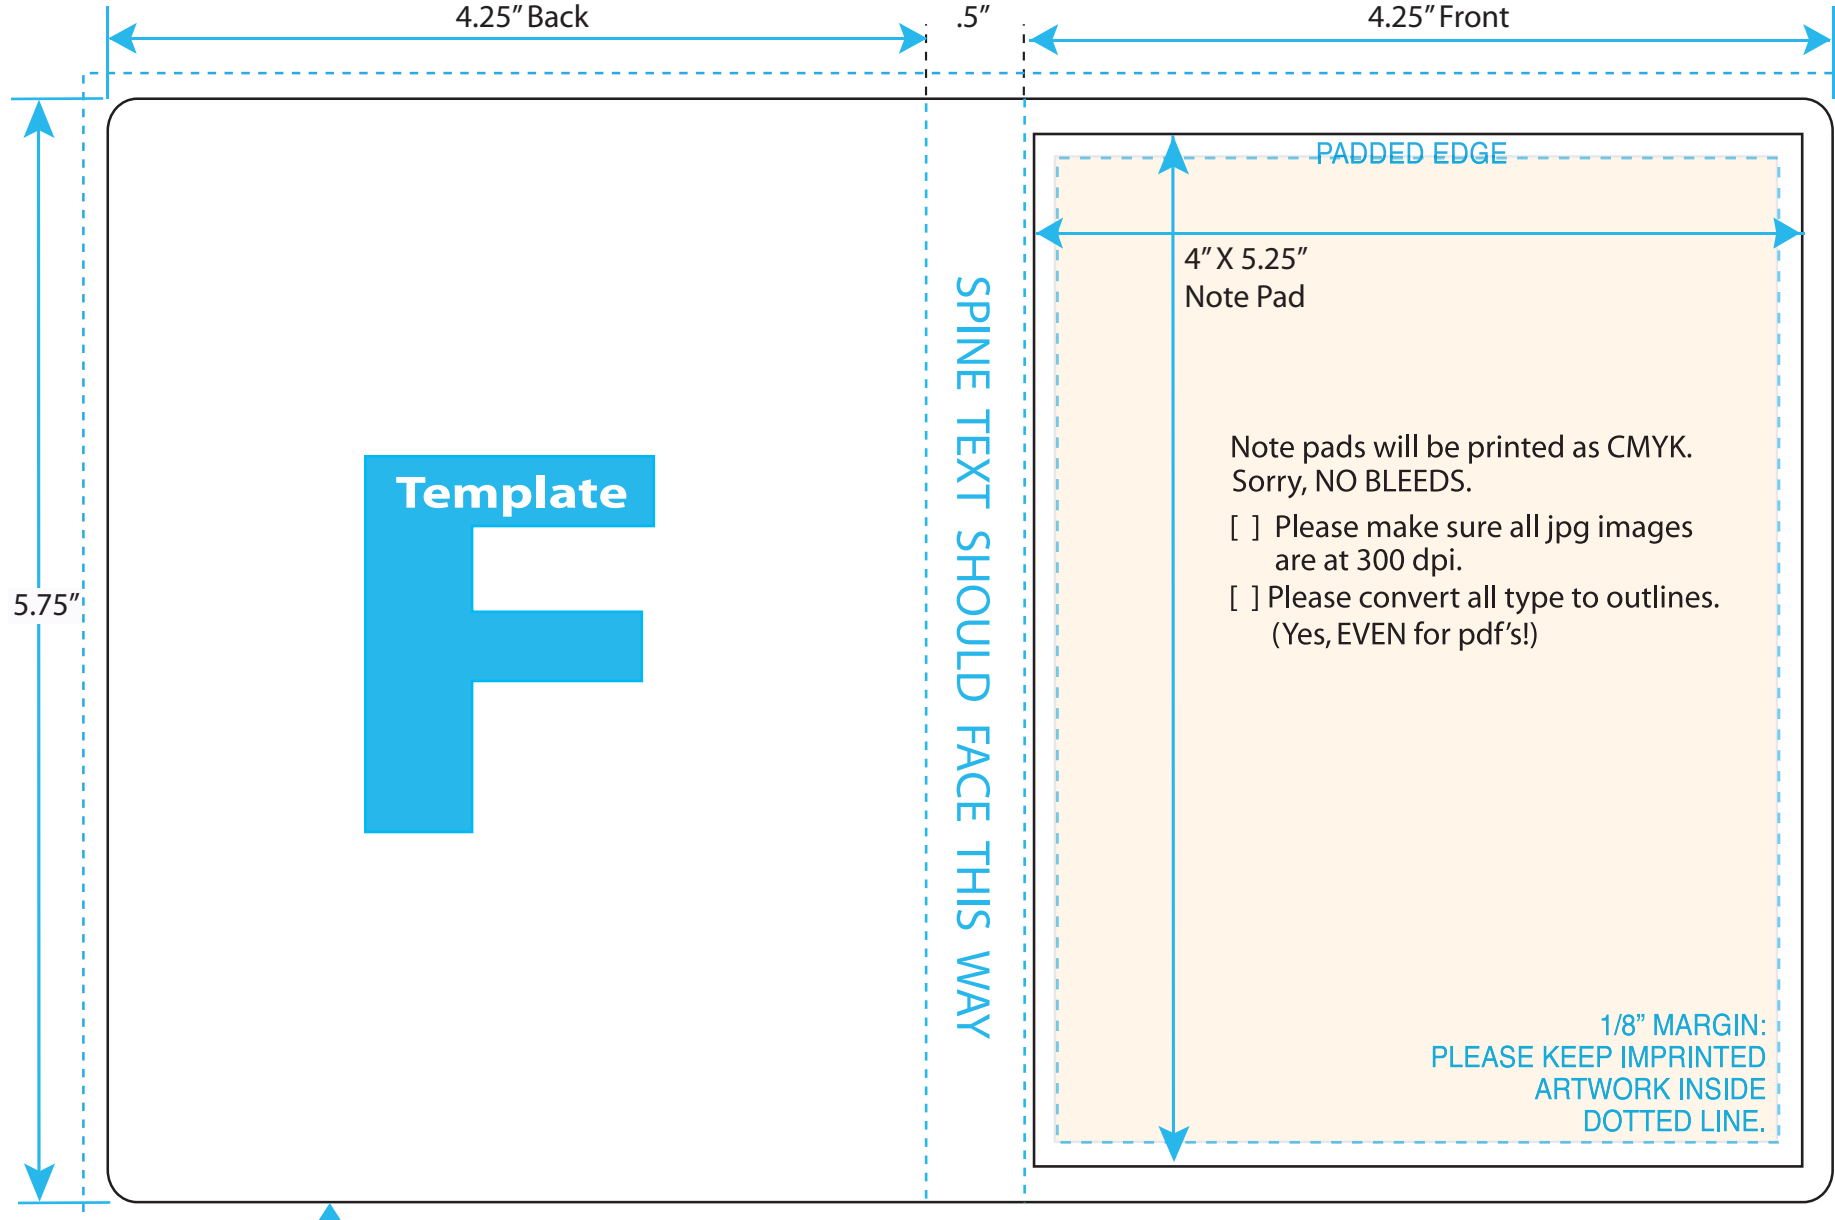 4.25” Back
.5”
4.25” Front
5.75”
Template
SPINE TEXT SHOULD FACE THIS WAY
PADDED EDGE
4” X 5.25”
Note Pad
Note pads will be printed as CMYK.
Sorry, NO BLEEDS.
[ ] Please make sure all jpg images
are at 300 dpi.
[ ] Please convert all type to outlines.
(Yes, EVEN for pdf’s!)
1/8” MARGIN:
PLEASE KEEP IMPRINTED
ARTWORK INSIDE
DOTTED LINE.